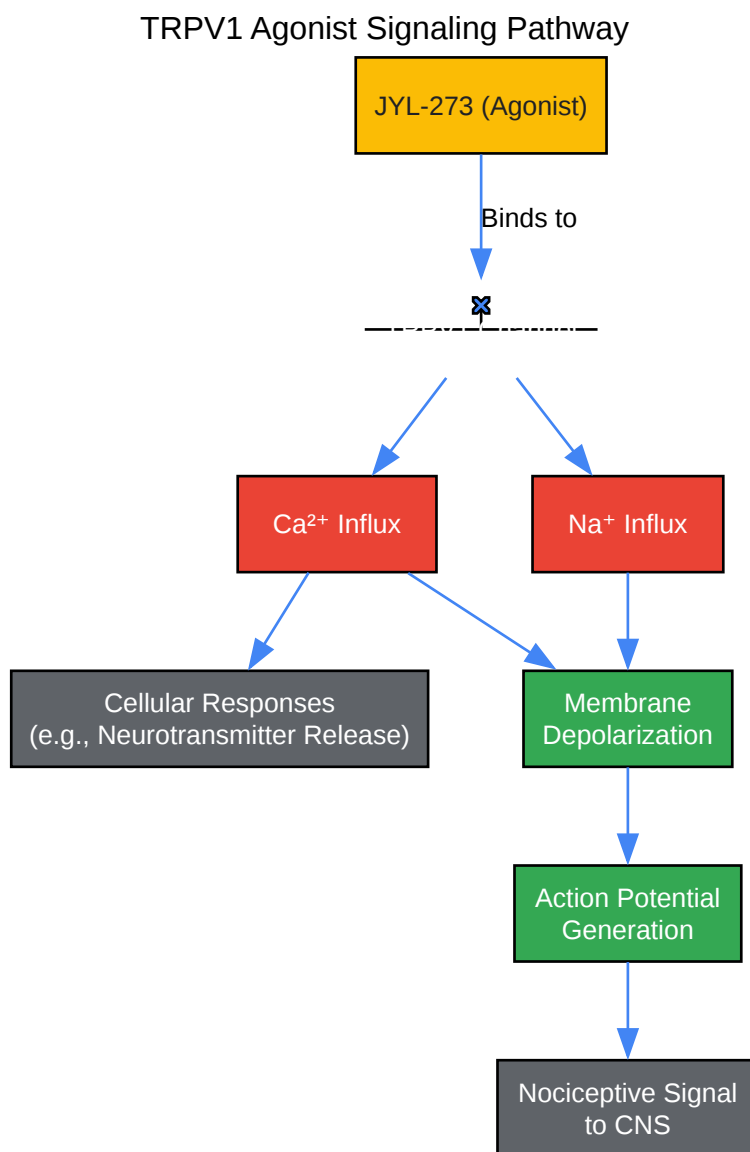 TRPV1 Agonist Signaling Pathway
JYL-273 (Agonist)
Binds to
Ca²⁺ Influx
Na⁺ Influx
Cellular Responses
(e.g., Neurotransmitter Release)
Membrane
Depolarization
Action Potential
Generation
Nociceptive Signal
to CNS